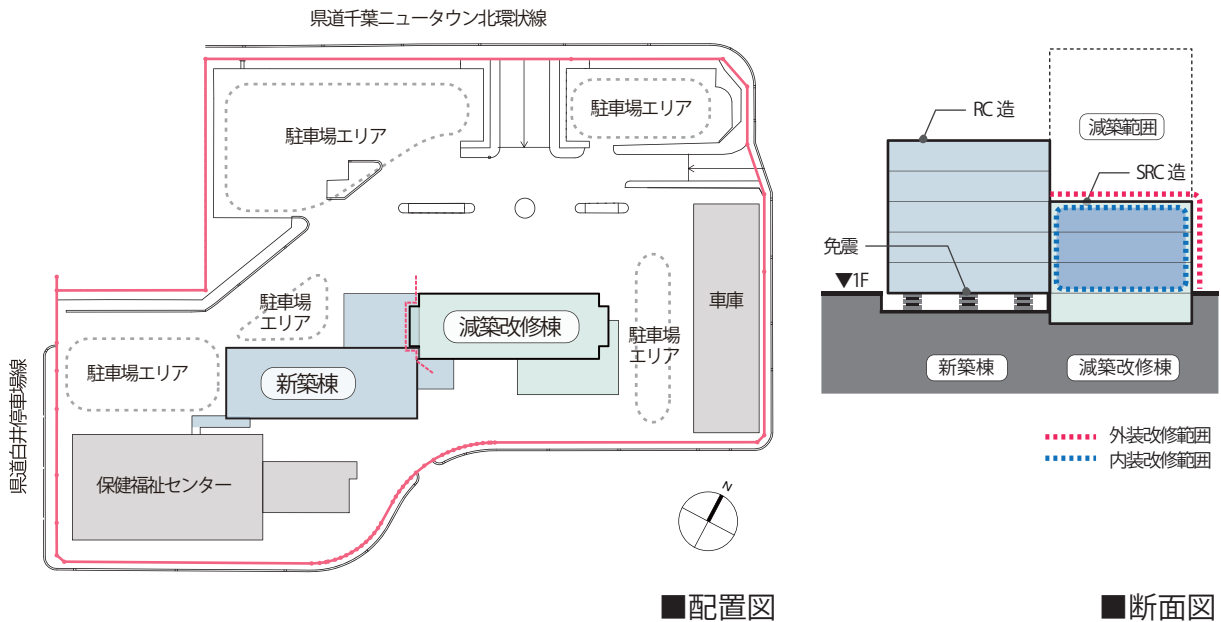 県道千葉ニュータウン北環状線
駐車場エリア
駐車場エリア
駐車場
エリア
減築改修棟
駐車場
エリア
車庫
駐車場エリア
新築棟
県道白井停車場線
保健福祉センター
N
■配置図
RC 造
減築範囲
SRC 造
免震
▼1F
新築棟
減築改修棟
外装改修範囲
内装改修範囲
■断面図